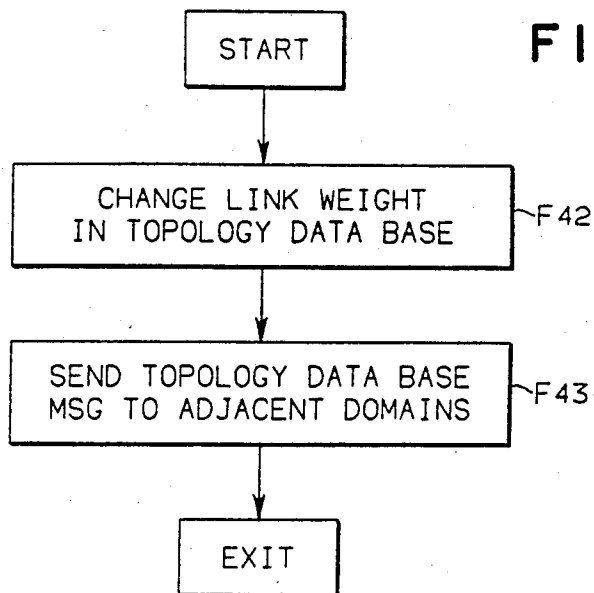 START
FI
CHANGE LINK WEIGHT
IN TOPOLOGY DATA BASE
F42
SEND TOPOLOGY DATA BASE
MSG TO ADJACENT DOMAINS
F43
EXIT